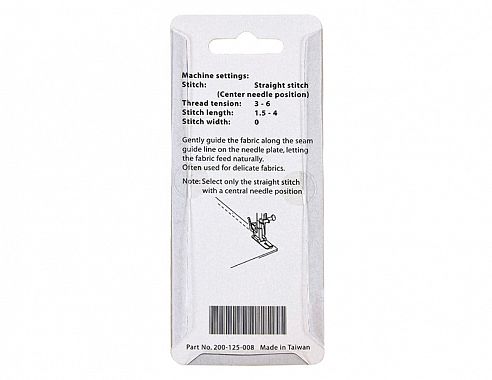 Machine settings:
Stitch: Straight stitch
(Center needle position)
Thread tension: 3 - 6
Stitch length: 1.5 - 4
Stitch width: 0
Gently guide the fabric along the seam
guide line on the needle plate, letting
the fabric feed naturally.
Often used for delicate fabrics.
Note: Select only the straight stitch
with a central needle position
Part No. 200-125-008 Made in Taiwan